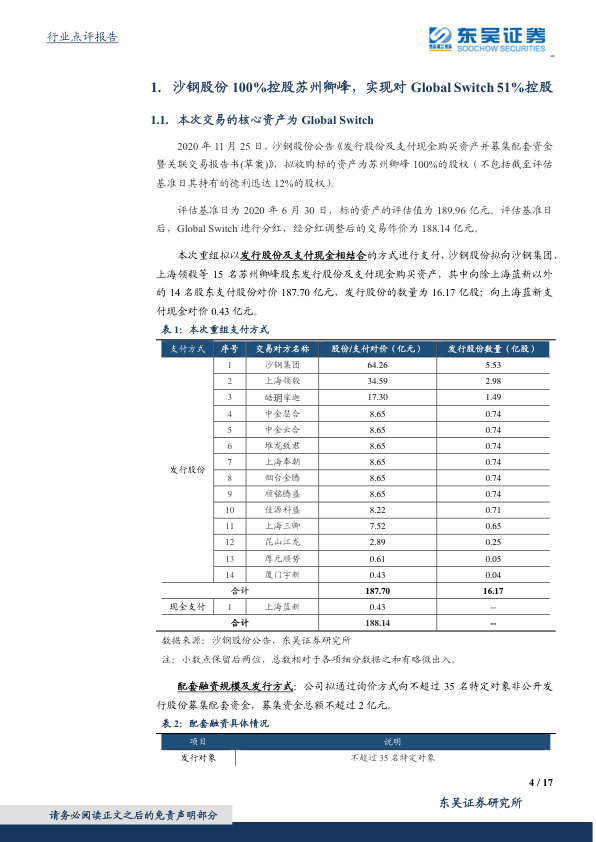 行业点评报告
东吴证券
SCS
SOOCHOW SECURITIES
1. 沙钢股份 100%控股苏州卿峰，实现对 Global Switch 51%控股
1.1. 本次交易的核心资产为 Global Switch
2020 年 11 月 25 日，沙钢股份公告《发行股份及支付现金购买资产并募集配套资金
暨关联交易报告书(草案)》，拟收购标的资产为苏州卿峰 100%的股权（不包括截至评估
基准日其持有的德利迅达 12%的股权）。
评估基准日为 2020 年 6 月 30 日，标的资产的评估值为 189.96 亿元。评估基准日
后，Global Switch 进行分红，经分红调整后的交易作价为 188.14 亿元。
本次重组拟以发行股份及支付现金相结合的方式进行支付，沙钢股份拟向沙钢集团、
上海领毅等 15 名苏州卿峰股东发行股份及支付现金购买资产，其中向除上海蓝新以外
的 14 名股东支付股份对价 187.70 亿元，发行股份的数量为 16.17 亿股；向上海蓝新支
付现金对价 0.43 亿元。
表 1：本次重组支付方式
支付方式 序号 交易对方名称 股份/支付对价（亿元） 发行股份数量（亿股）
发行股份
1 沙钢集团 64.26 5.53
2 上海领毅 34.59 2.98
3 皓玥挲迦 17.30 1.49
4 中金瑟合 8.65 0.74
5 中金云合 8.65 0.74
6 堆龙致君 8.65 0.74
7 上海奉朝 8.65 0.74
8 烟台金腾 8.65 0.74
9 顺铭腾盛 8.65 0.74
10 佳源科盛 8.22 0.71
11 上海三卿 7.52 0.65
12 昆山江龙 2.89 0.25
13 厚元顺势 0.61 0.05
14 厦门宇新 0.43 0.04
合计 187.70 16.17
现金支付 1 上海蓝新 0.43 --
合计 188.14 --
数据来源：沙钢股份公告，东吴证券研究所
注：小数点保留后两位，总数相对于各项细分数据之和有略微出入。
配套融资规模及发行方式：公司拟通过询价方式向不超过 35 名特定对象非公开发
行股份募集配套资金，募集资金总额不超过 2 亿元。
表 2：配套融资具体情况
项目 说明
发行对象 不超过 35 名特定对象
4 / 17
东吴证券研究所
请务必阅读正文之后的免责声明部分